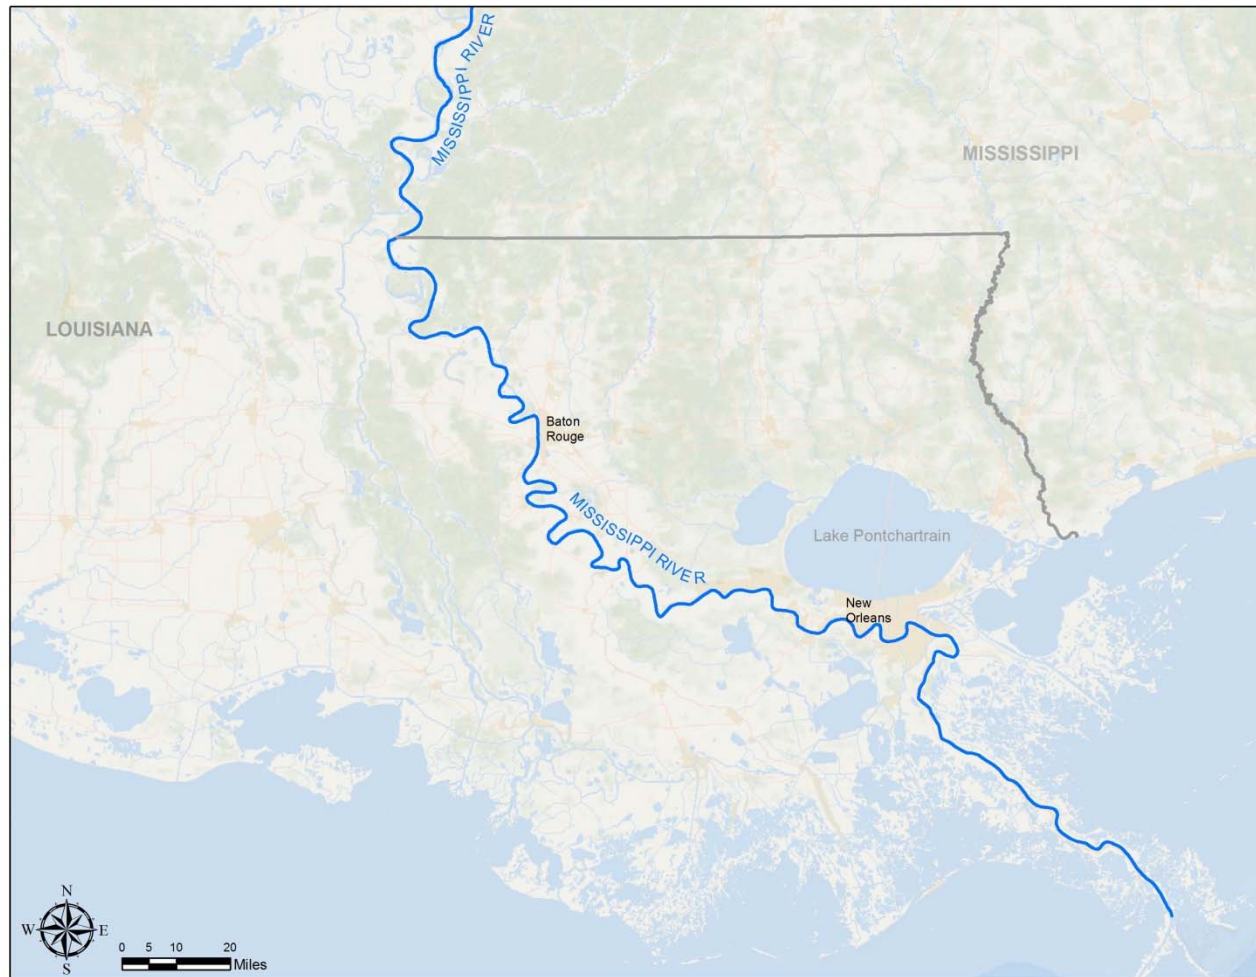 MISSISSIPPI RIVER
MISSISSIPPI
LOUISIANA
Baton
Rouge
MISSISSIPPI RIVER
Lake Pontchartrain
New
Orleans
N
W E
S
0 5 10 20
Miles